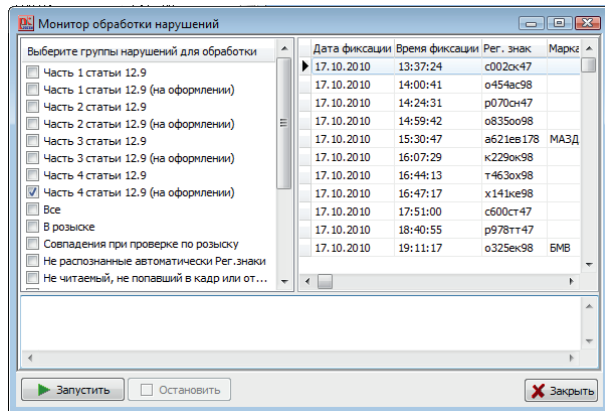 Монитор обработки нарушений
Выберите группы нарушений для обработки
Часть 1 статьи 12.9
Часть 1 статьи 12.9 (на оформлении)
Часть 2 статьи 12.9
Часть 2 статьи 12.9 (на оформлении)
Часть 3 статьи 12.9
Часть 3 статьи 12.9 (на оформлении)
Часть 4 статьи 12.9
Часть 4 статьи 12.9 (на оформлении)
Все
В розыске
Совпадения при проверке по розыску
Не распознанные автоматически Рег.знаки
Не читаемый, не попавший в кадр или от...
Дата фиксации Время фиксации Рег. знак Марка
17.10.2010 13:37:24 с002ск47
17.10.2010 14:00:41 о454ас98
17.10.2010 14:24:31 р070сн47
17.10.2010 14:59:42 о835оо98
17.10.2010 15:30:47 а621ев178 МАЗД
17.10.2010 16:07:29 к229ок98
17.10.2010 16:44:13 т463ох98
17.10.2010 16:47:17 х141ке98
17.10.2010 17:51:00 с600ст47
17.10.2010 18:40:55 р978тт47
17.10.2010 19:11:17 о325ек98 БМВ
Запустить
Остановить
Закрыть